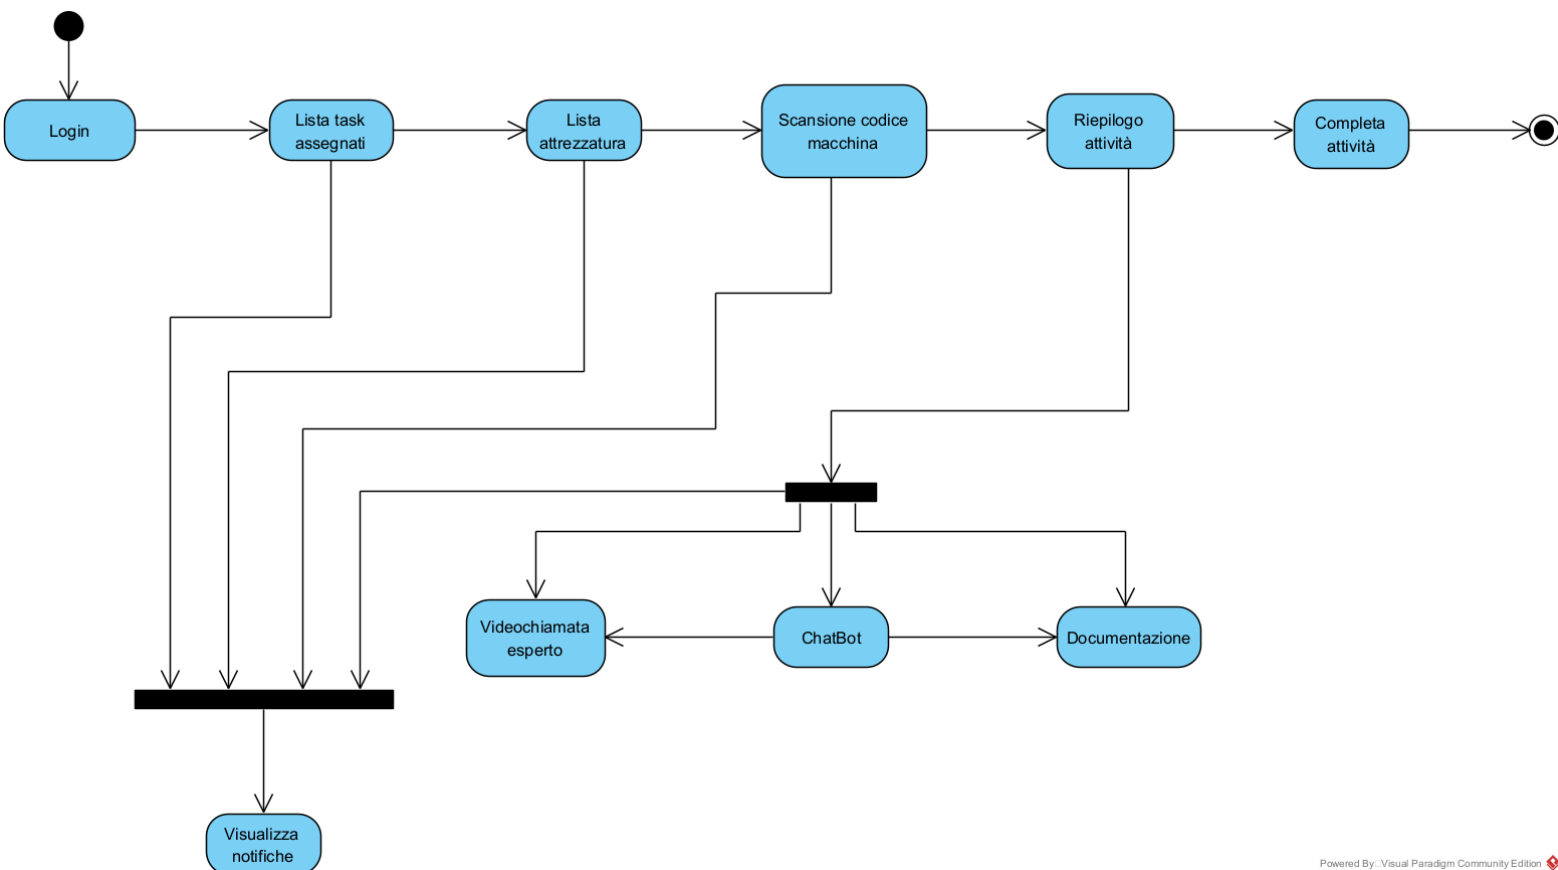 Login
Lista task
assegnati
Lista
attrezzatura
Scansione codice
macchina
Riepilogo
attività
Completa
attività
Videochiamata
esperto
ChatBot
Documentazione
Visualizza
notifiche
Powered By Visual Paradigm Community Edition